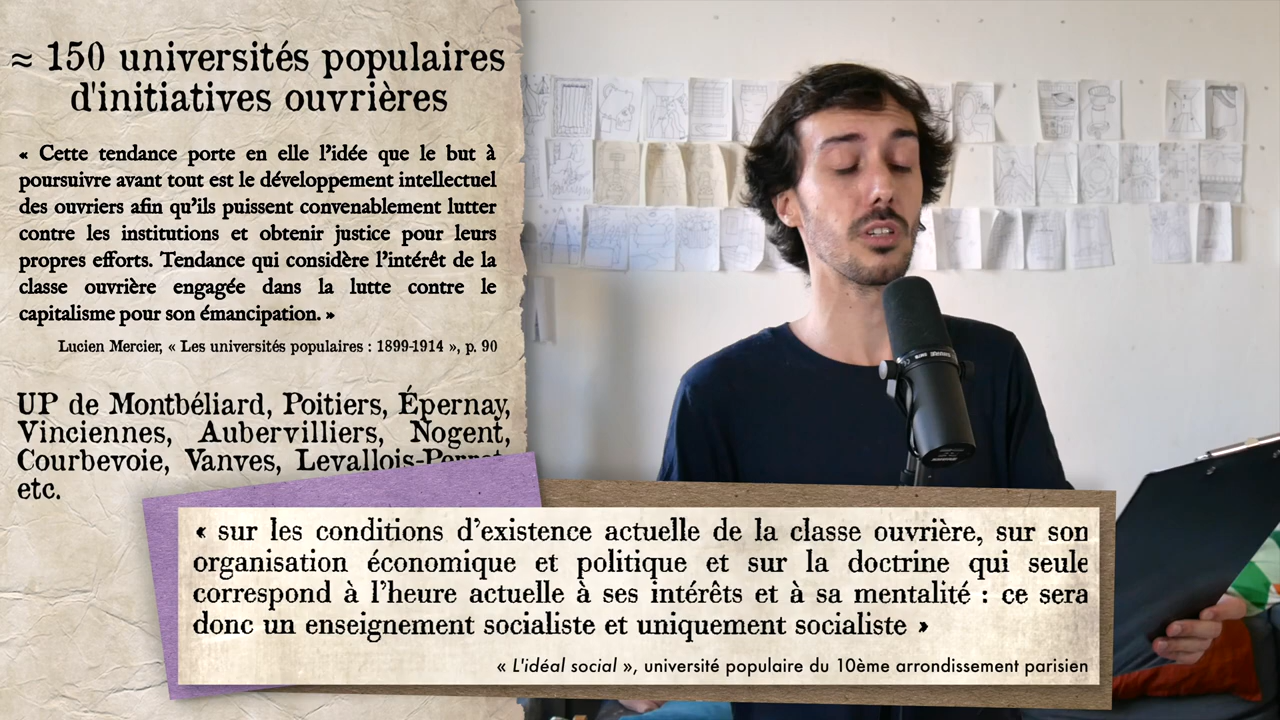 ≈ 150 universités populaires
d'initiatives ouvrières
« Cette tendance porte en elle l'idée que le but à
poursuivre avant tout est le développement intellectuel
des ouvriers afin qu'ils puissent convenablement lutter
contre les institutions et obtenir justice pour leurs
propres efforts. Tendance qui considère l'intérêt de la
classe ouvrière engagée dans la lutte contre le
capitalisme pour son émancipation. »
Lucien Mercier, « Les universités populaires : 1899-1914 », p. 90
UP de Montbéliard, Poitiers, Épernay,
Vinciennes, Aubervilliers, Nogent,
Courbevoie, Vanves, Levallois-Perret,
etc.
« sur les conditions d'existence actuelle de la classe ouvrière, sur son
organisation économique et politique et sur la doctrine qui seule
correspond à l'heure actuelle à ses intérêts et à sa mentalité : ce sera
donc un enseignement socialiste et uniquement socialiste »
« L'idéal social », université populaire du 10ème arrondissement parisien